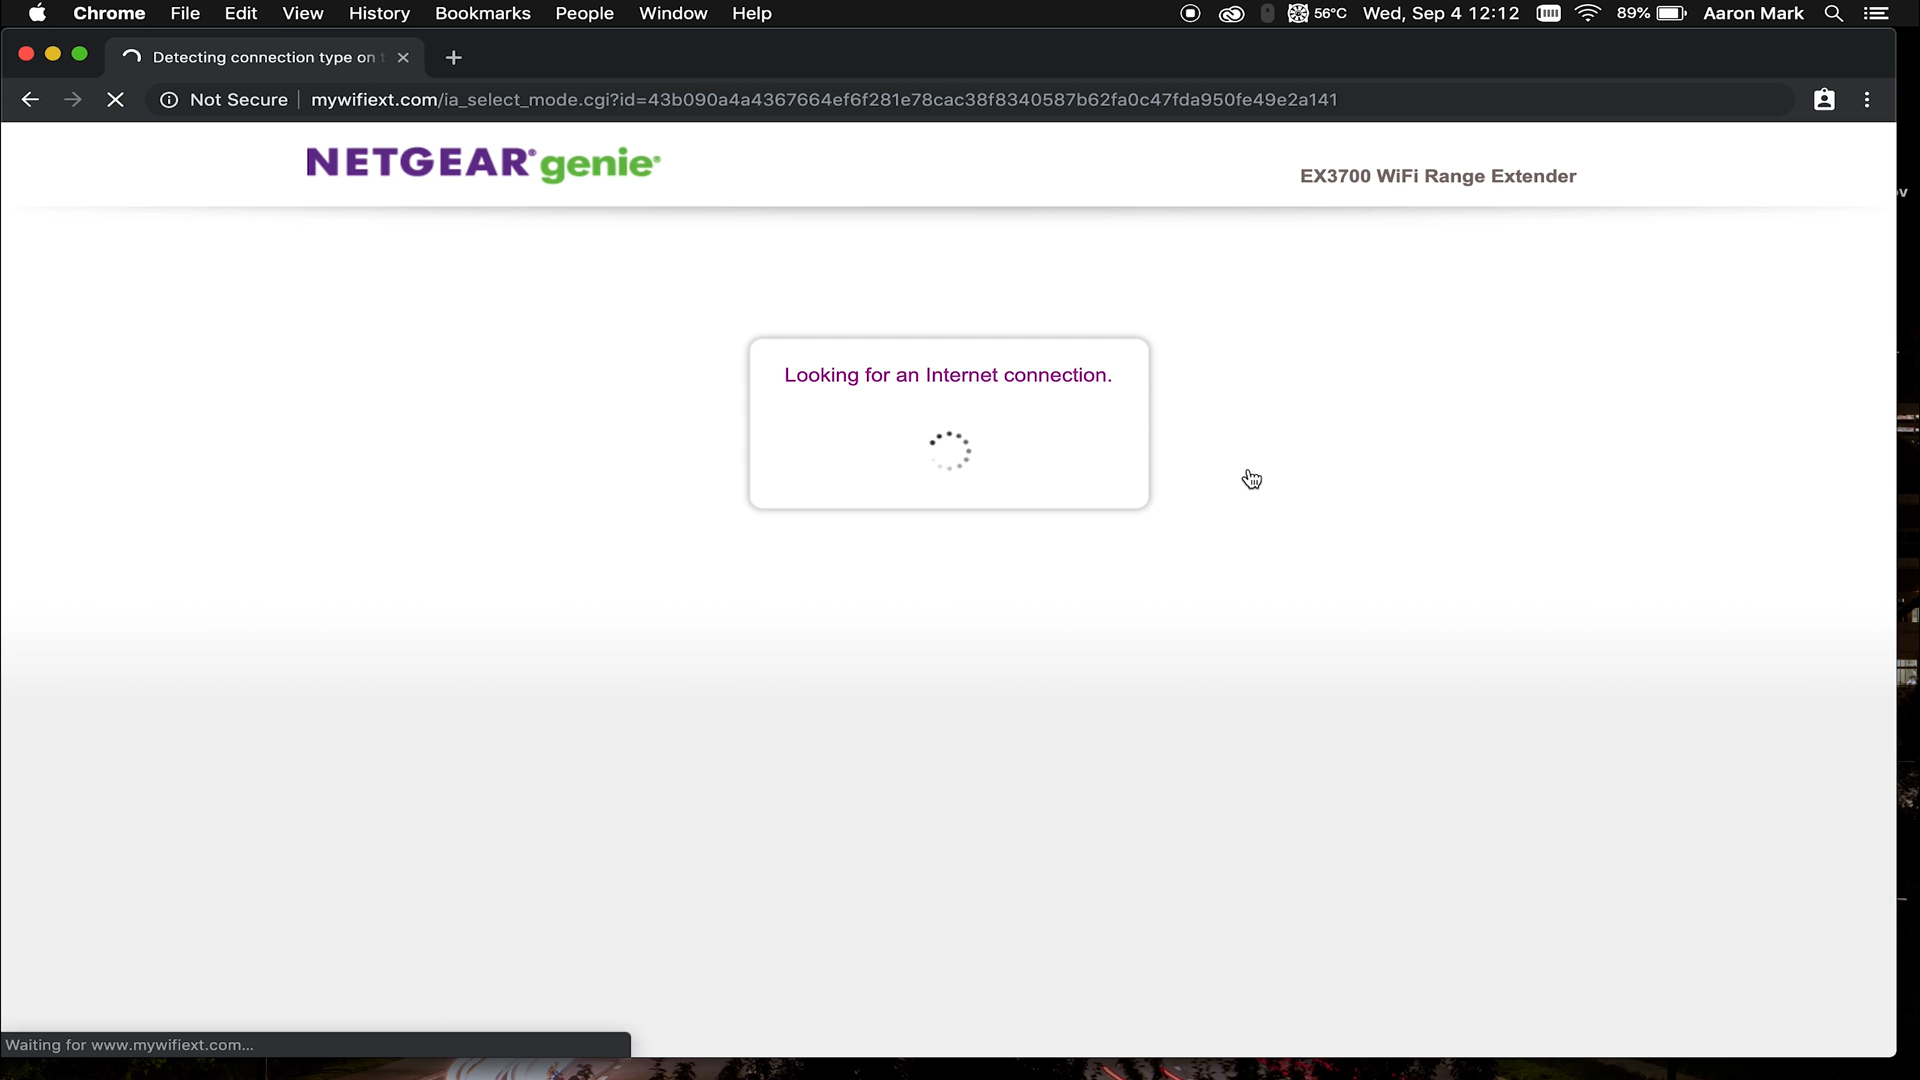 Chrome File Edit View History Bookmarks People Window Help 56°C Wed, Sep 4 12:12 89% Aaron Mark
Detecting connection type on t
Not Secure mywifiext.com/ia_select_mode.cgi?id=43b090a4a4367664ef6f281e78cac38f8340587b62fa0c47fda950fe49e2a141
NETGEAR® genie®
EX3700 WiFi Range Extender
Looking for an Internet connection.
Waiting for www.mywifiext.com...